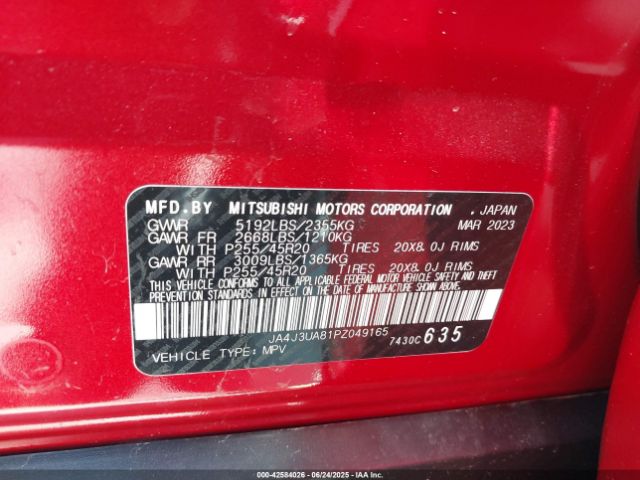 MFD.BY MITSUBISHI MOTORS CORPORATION , JAPAN
GVWR 5192LBS/2355KG MAR 2023
GAWR FR 2668LBS/1210KG
WITH P255/45R20 TIRES 20X8.0J RIMS
GAWR RR 3009LBS/1365KG
WITH P255/45R20 TIRES 20X8.0J RIMS
THIS VEHICLE CONFORMS TO ALL APPLICABLE FEDERAL MOTOR VEHICLE SAFETY AND THEFT
PREVENTION STANDARDS IN EFFECT ON THE DATE OF MANUFACTURE SHOWN ABOVE.
JA4J3UA81PZ049165
VEHICLE TYPE: MPV 7430C 635
00-42584026 - 06/24/2025 - IAAI.COM